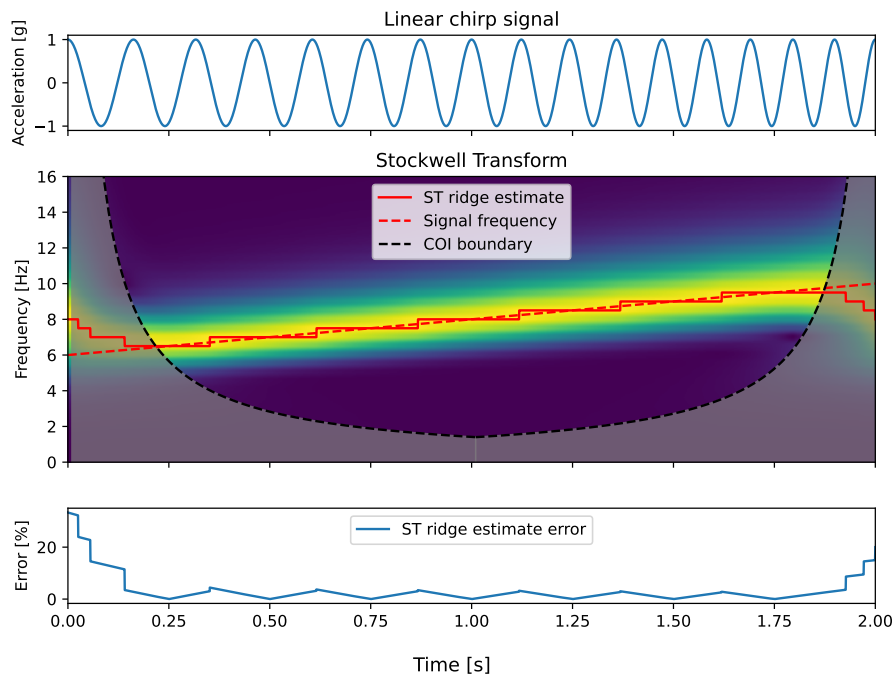 Linear chirp signal
Acceleration [g]
1
0
−1
Stockwell Transform
Frequency [Hz]
16
14
12
10
8
6
4
2
0
ST ridge estimate
Signal frequency
COI boundary
Error [%]
20
0
ST ridge estimate error
0.00 0.25 0.50 0.75 1.00 1.25 1.50 1.75 2.00
Time [s]